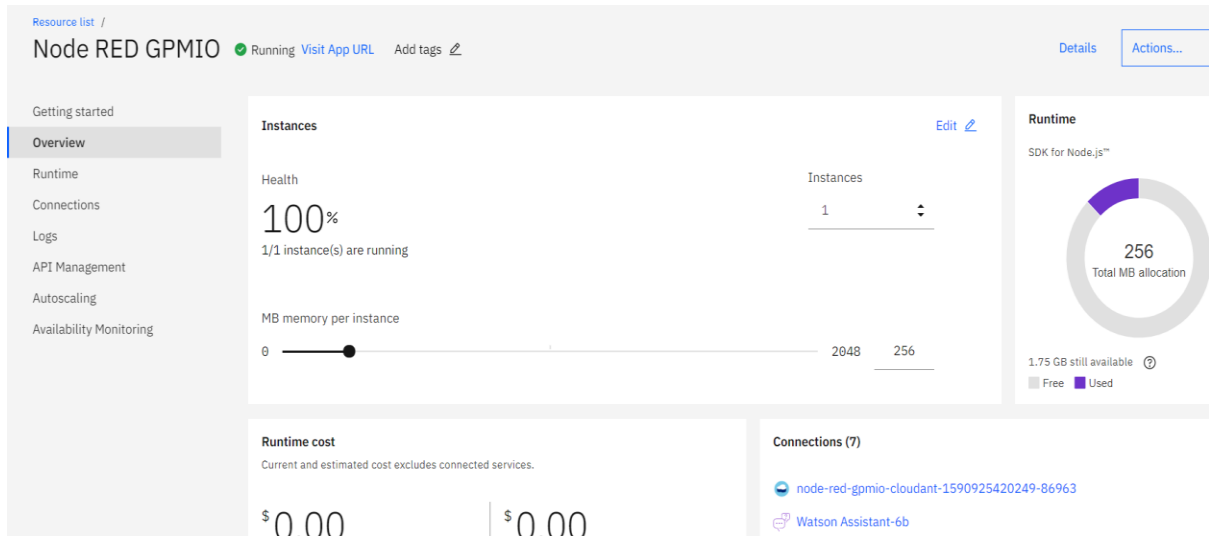 Resource list /
Node RED GPMIO Running Visit App URL Add tags
Details Actions...
Getting started
Overview
Runtime
Connections
Logs
API Management
Autoscaling
Availability Monitoring
Instances
Edit
Health
100%
1/1 instance(s) are running
Instances
1
MB memory per instance
0 2048 256
Runtime
SDK for Node.js™
256
Total MB allocation
1.75 GB still available
Free Used
Runtime cost
Current and estimated cost excludes connected services.
$0.00 $0.00
Connections (7)
node-red-gpmio-cloudant-1590925420249-86963
Watson Assistant-6b